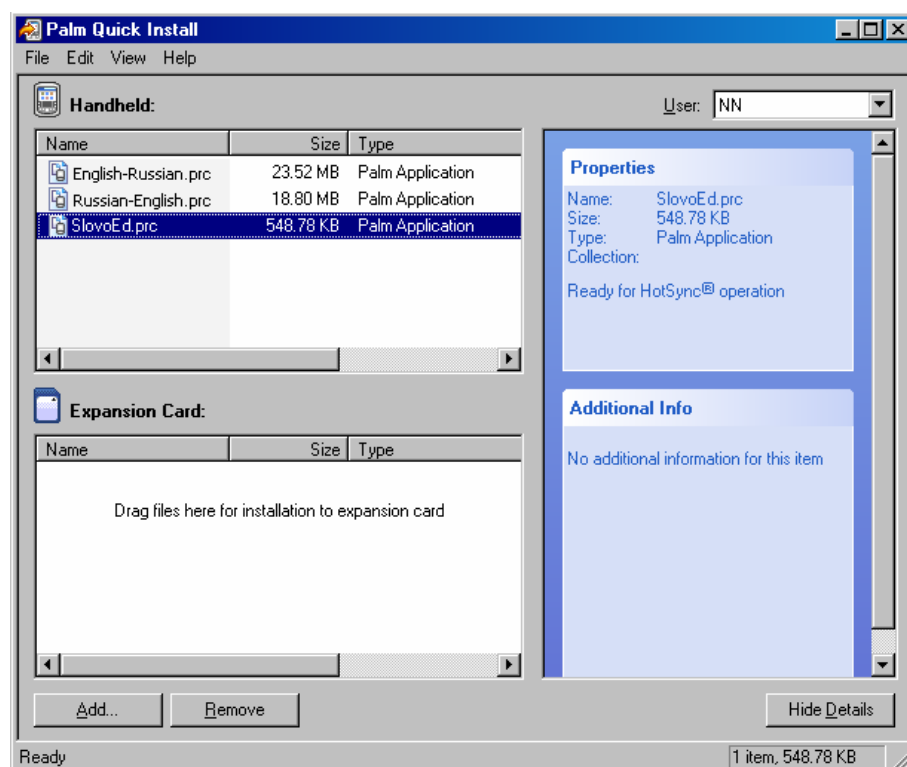 Palm Quick Install
File Edit View Help
Handheld:
User: NN
Name Size Type
English-Russian.prc 23.52 MB Palm Application
Russian-English.prc 18.80 MB Palm Application
SlovoEd.prc 548.78 KB Palm Application
Properties
Name: SlovoEd.prc
Size: 548.78 KB
Type: Palm Application
Collection:
Ready for HotSync® operation
Expansion Card:
Name Size Type
Drag files here for installation to expansion card
Additional Info
No additional information for this item
Add... Remove
Hide Details
Ready
1 item, 548.78 KB